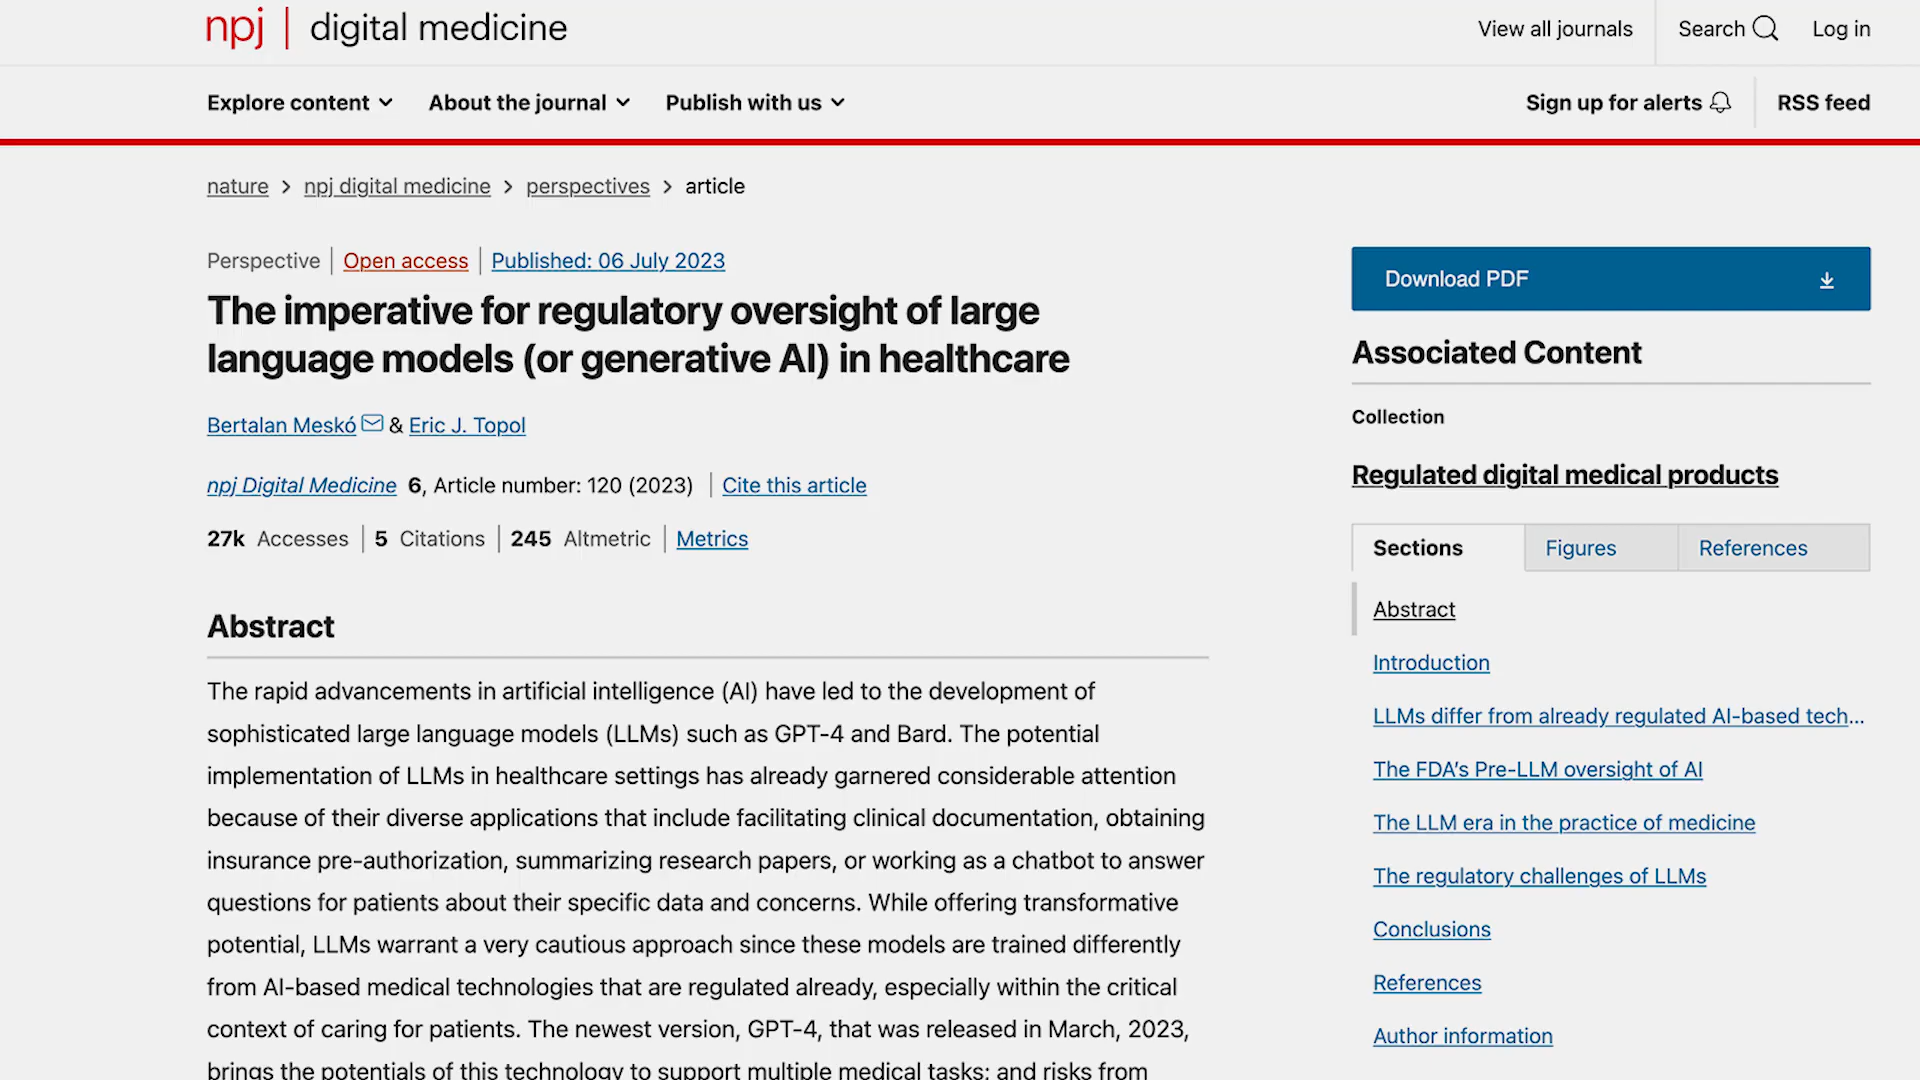 npj | digital medicine
View all journals
Search
Log in
Explore content
About the journal
Publish with us
Sign up for alerts
RSS feed
nature > npj digital medicine > perspectives > article
Perspective | Open access | Published: 06 July 2023
The imperative for regulatory oversight of large
language models (or generative AI) in healthcare
Bertalan Meskó & Eric J. Topol
npj Digital Medicine 6, Article number: 120 (2023) | Cite this article
27k Accesses | 5 Citations | 245 Altmetric | Metrics
Abstract
The rapid advancements in artificial intelligence (AI) have led to the development of
sophisticated large language models (LLMs) such as GPT-4 and Bard. The potential
implementation of LLMs in healthcare settings has already garnered considerable attention
because of their diverse applications that include facilitating clinical documentation, obtaining
insurance pre-authorization, summarizing research papers, or working as a chatbot to answer
questions for patients about their specific data and concerns. While offering transformative
potential, LLMs warrant a very cautious approach since these models are trained differently
from AI-based medical technologies that are regulated already, especially within the critical
context of caring for patients. The newest version, GPT-4, that was released in March, 2023,
brings the potentials of this technology to support multiple medical tasks; and risks from
Download PDF
Associated Content
Collection
Regulated digital medical products
Sections
Figures
References
Abstract
Introduction
LLMs differ from already regulated AI-based tech...
The FDA's Pre-LLM oversight of AI
The LLM era in the practice of medicine
The regulatory challenges of LLMs
Conclusions
References
Author information